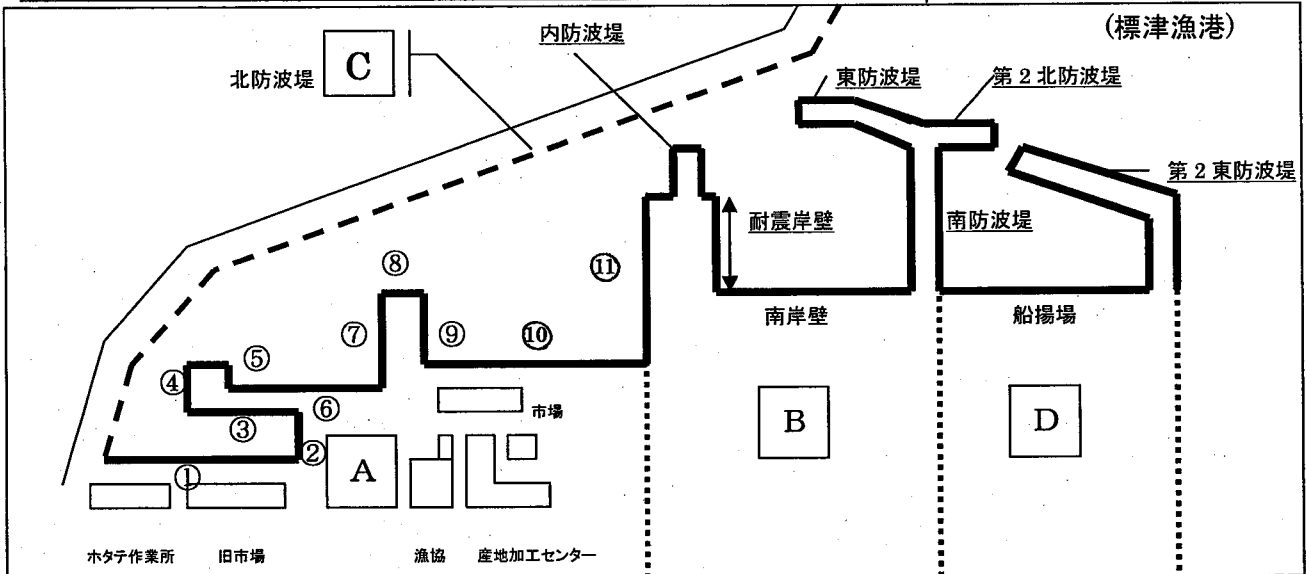 (標津漁港)
内防波堤
北防波堤
C
東防波堤
第2北防波堤
第2東防波堤
耐震岸壁
南防波堤
⑧
⑪
南岸壁
船揚場
⑦
⑨
⑩
⑤
④
⑥
市場
③
B
D
②
A
①
ホタテ作業所
旧市場
漁協
産地加工センター